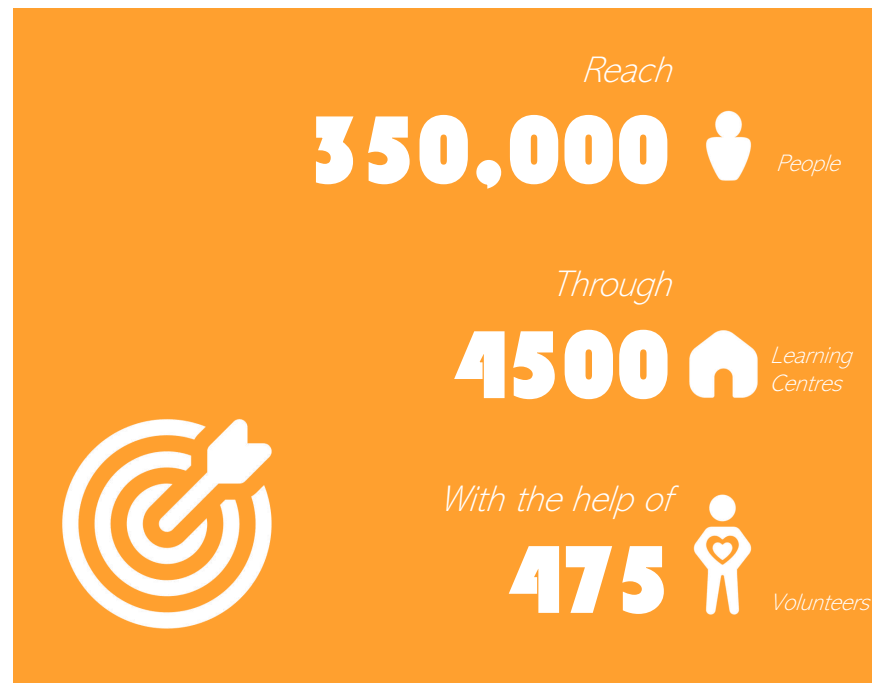 Reach
350,000
People
Through
4500
Learning
Centres
With the help of
475
Volunteers